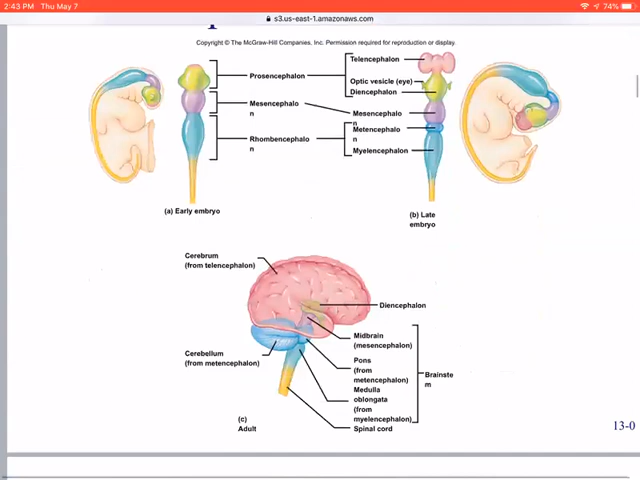 2:43 PM Thu May 7
74%
s3.us-east-1.amazonaws.com
Copyright © The McGraw-Hill Companies, Inc. Permission required for reproduction or display.
Prosencephalon
Mesencephalo
n
Rhombencephalo
n
(a) Early embryo
Telencephalon
Optic vesicle (eye)
Diencephalon
Mesencephalo
n
Metencephalo
n
Myelencephalon
(b) Late
embryo
Cerebrum
(from telencephalon)
Cerebellum
(from metencephalon)
Diencephalon
Midbrain
(mesencephalon)
Pons
(from
metencephalon)
Medulla
oblongata
(from
myelencephalon)
Spinal cord
Brainste
m
(c)
Adult
13-0